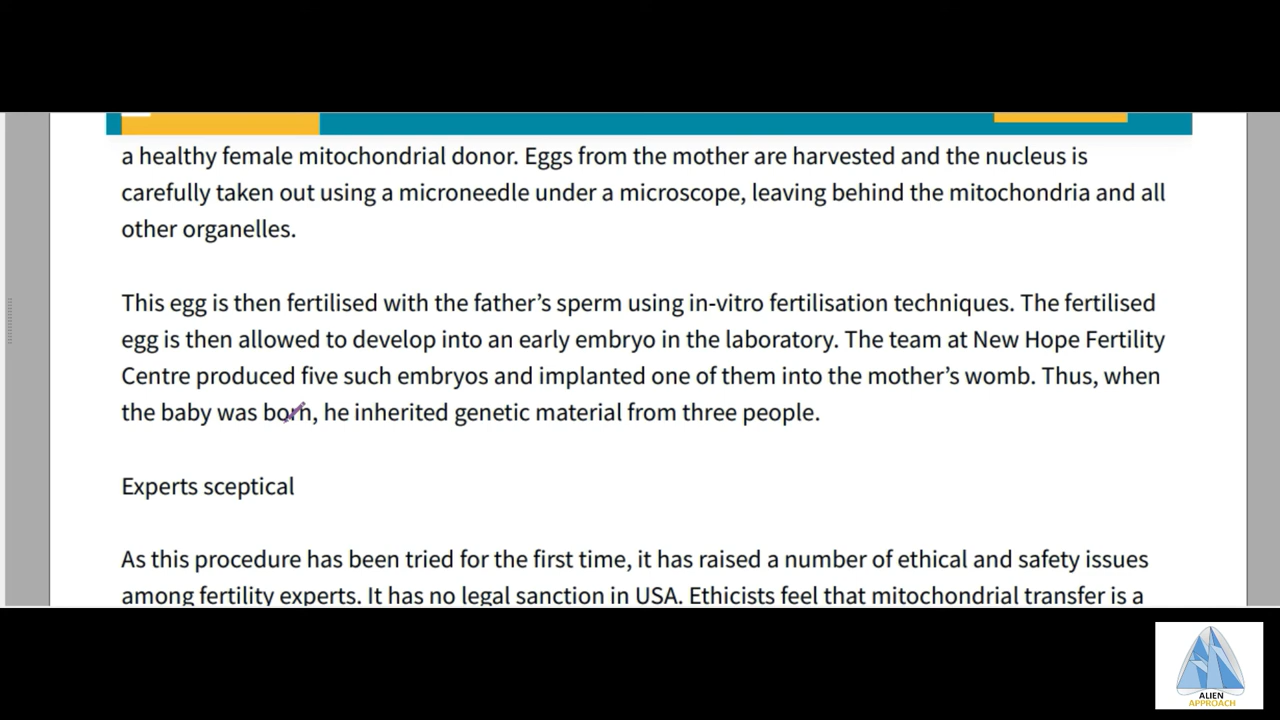 a healthy female mitochondrial donor. Eggs from the mother are harvested and the nucleus is
carefully taken out using a microneedle under a microscope, leaving behind the mitochondria and all
other organelles.
This egg is then fertilised with the father’s sperm using in-vitro fertilisation techniques. The fertilised
egg is then allowed to develop into an early embryo in the laboratory. The team at New Hope Fertility
Centre produced five such embryos and implanted one of them into the mother’s womb. Thus, when
the baby was born, he inherited genetic material from three people.
Experts sceptical
As this procedure has been tried for the first time, it has raised a number of ethical and safety issues
among fertility experts. It has no legal sanction in USA. Ethicists feel that mitochondrial transfer is a
ALIEN
APPROACH